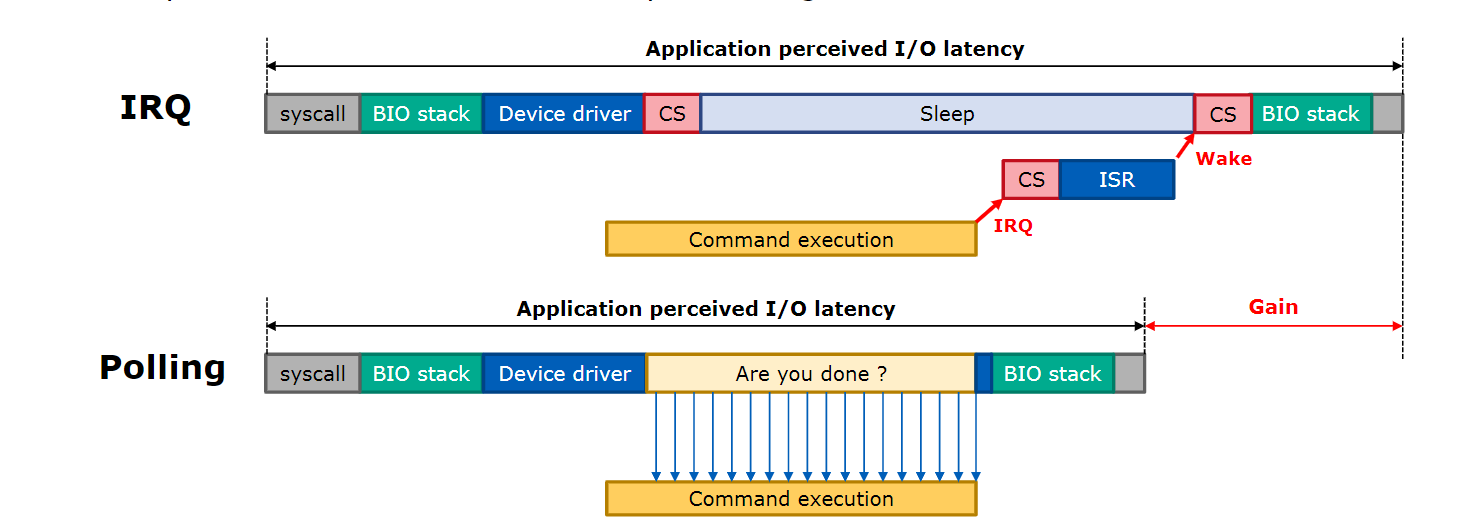 Application perceived I/O latency
IRQ
syscall BIO stack Device driver CS Sleep CS BIO stack
Wake
CS ISR
IRQ
Command execution
Application perceived I/O latency Gain
Polling
syscall BIO stack Device driver Are you done ? BIO stack
Command execution